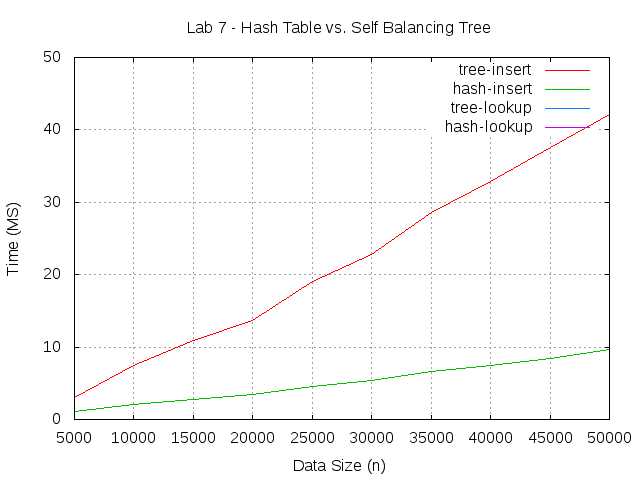 Lab 7 - Hash Table vs. Self Balancing Tree
50
40
30
20
10
0
Time (MS)
tree-insert
hash-insert
tree-lookup
hash-lookup
5000 10000 15000 20000 25000 30000 35000 40000 45000 50000
Data Size (n)